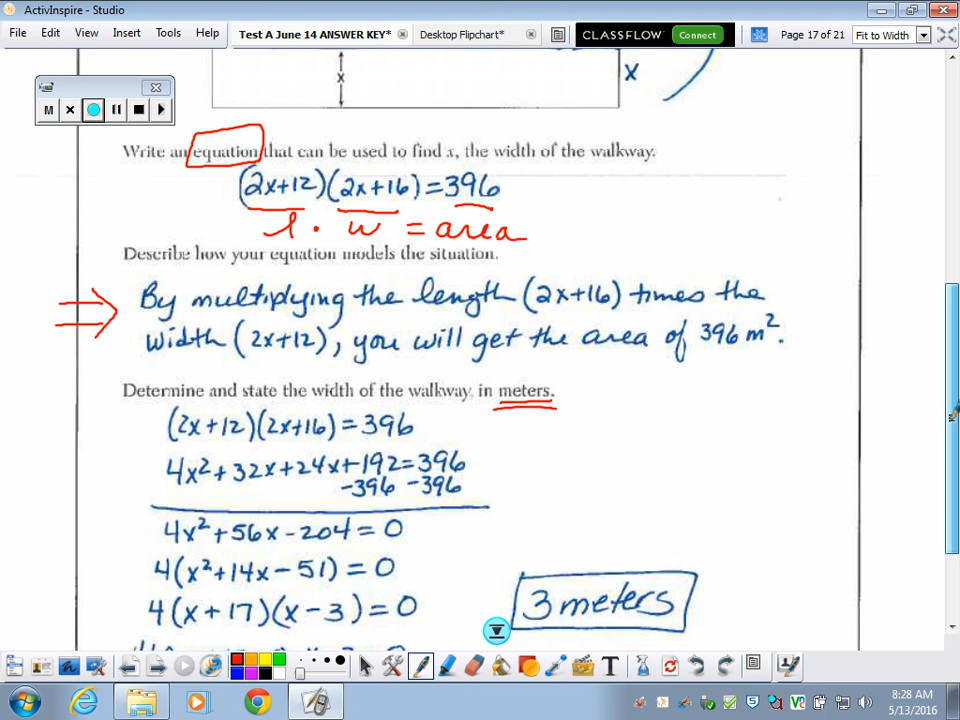 ActivInspire - Studio
File Edit View Insert Tools Help
Test A June 14 ANSWER KEY*
Desktop Flipchart*
CLASSFLOW Connect
Page 17 of 21
Fit to Width
M
x
x
Write an equation that can be used to find x, the width of the walkway.
(2x+12)(2x+16)=396
l · w = area
Describe how your equation models the situation.
By multiplying the length (2x+16) times the
width (2x+12), you will get the area of 396 m².
Determine and state the width of the walkway, in meters.
(2x+12)(2x+16)=396
4x²+32x+24x+192=396
-396 -396
4x²+56x-204=0
4(x²+14x-51)=0
4(x+17)(x-3)=0
3 meters
8:28 AM
5/13/2016